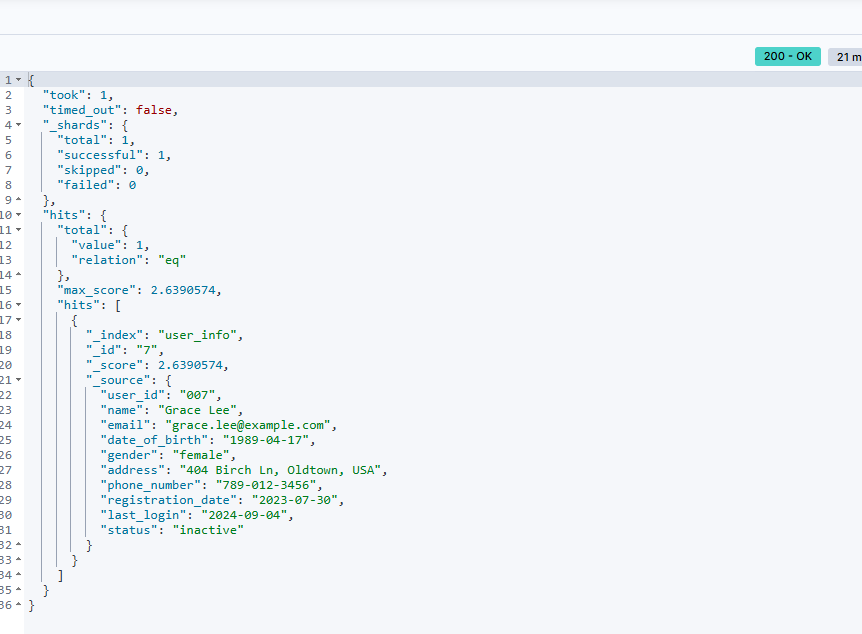 200 - OK
21 m
1 {
2 "took": 1,
3 "timed_out": false,
4 "_shards": {
5 "total": 1,
6 "successful": 1,
7 "skipped": 0,
8 "failed": 0
9 },
10 "hits": {
11 "total": {
12 "value": 1,
13 "relation": "eq"
14 },
15 "max_score": 2.6390574,
16 "hits": [
17 {
18 "_index": "user_info",
19 "_id": "7",
20 "_score": 2.6390574,
21 "_source": {
22 "user_id": "007",
23 "name": "Grace Lee",
24 "email": "grace.lee@example.com",
25 "date_of_birth": "1989-04-17",
26 "gender": "female",
27 "address": "404 Birch Ln, Oldtown, USA",
28 "phone_number": "789-012-3456",
29 "registration_date": "2023-07-30",
30 "last_login": "2024-09-04",
31 "status": "inactive"
32 }
33 }
34 ]
35 }
36 }